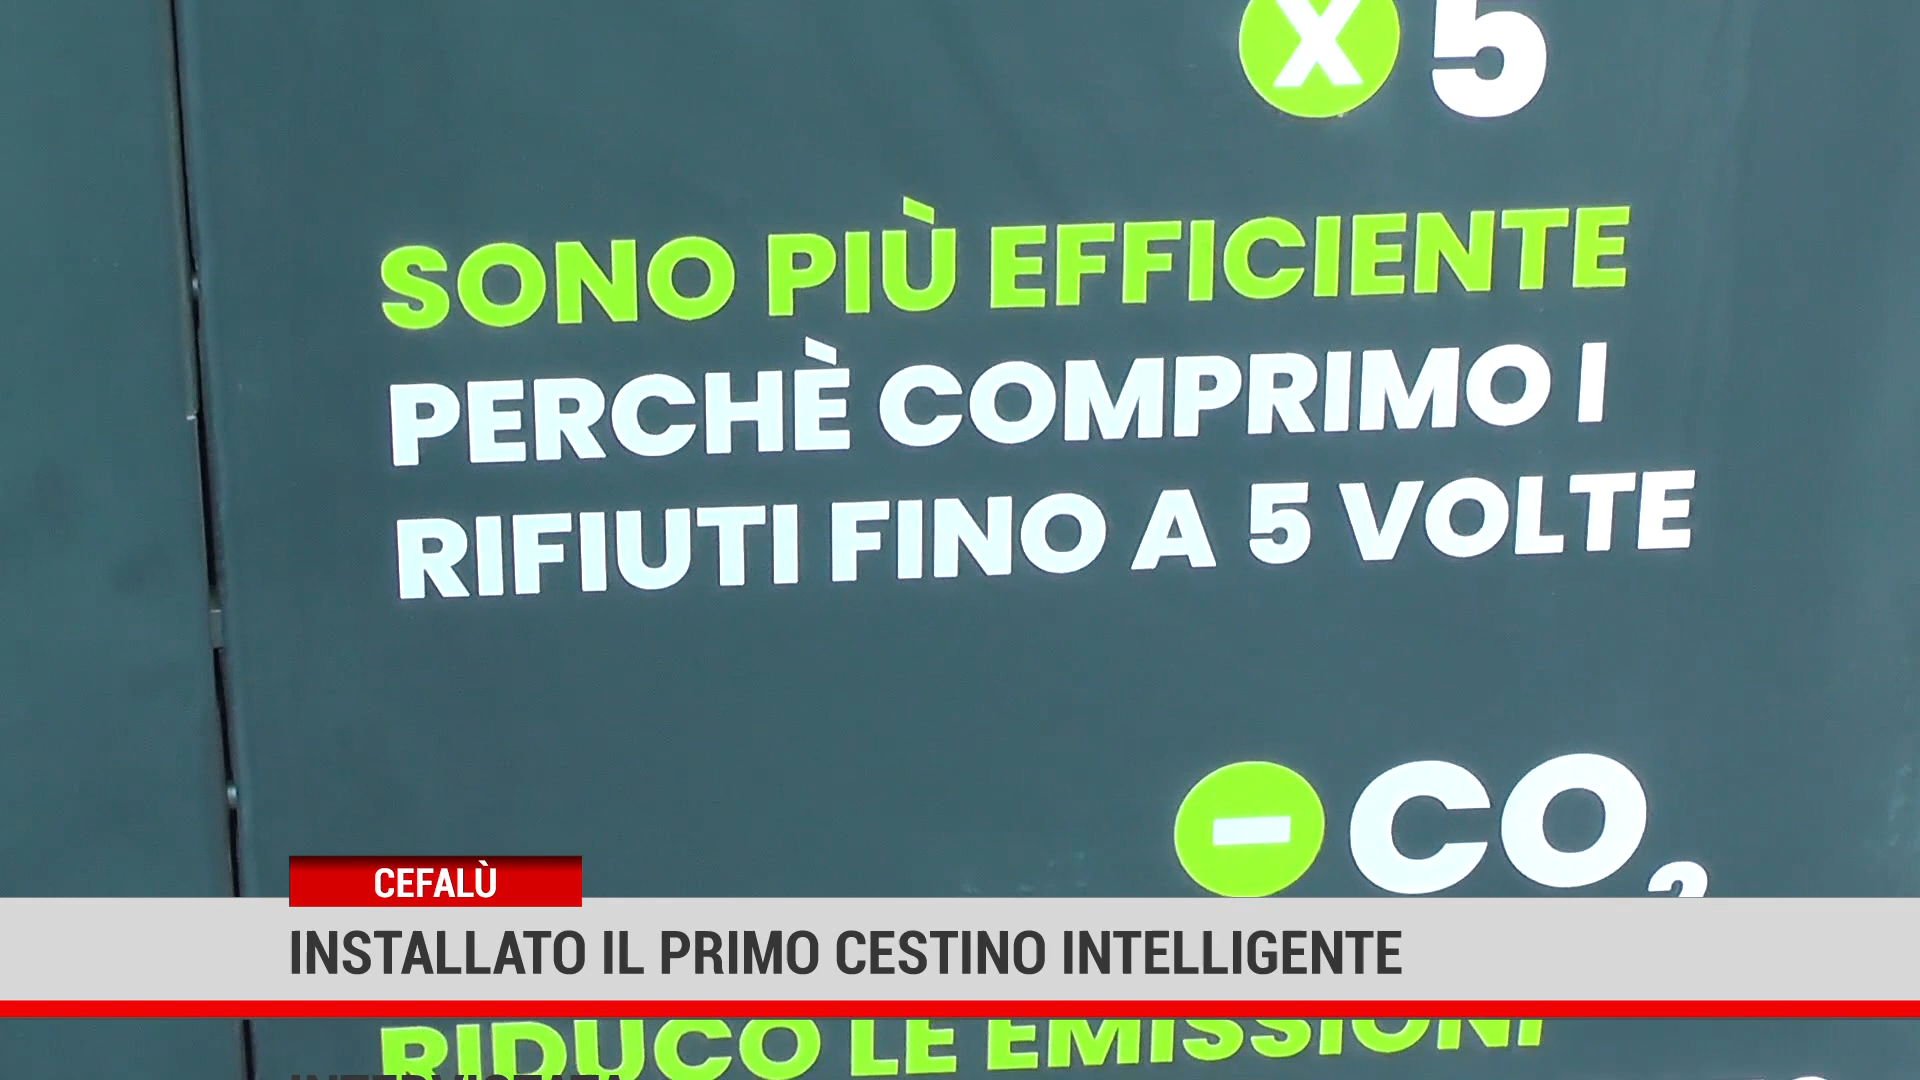 X 5
SONO PIÙ EFFICIENTE
PERCHÈ COMPRIMO I
RIFIUTI FINO A 5 VOLTE
- CO₂
CEFALÙ
INSTALLATO IL PRIMO CESTINO INTELLIGENTE
RIDUCO LE EMISSIONI